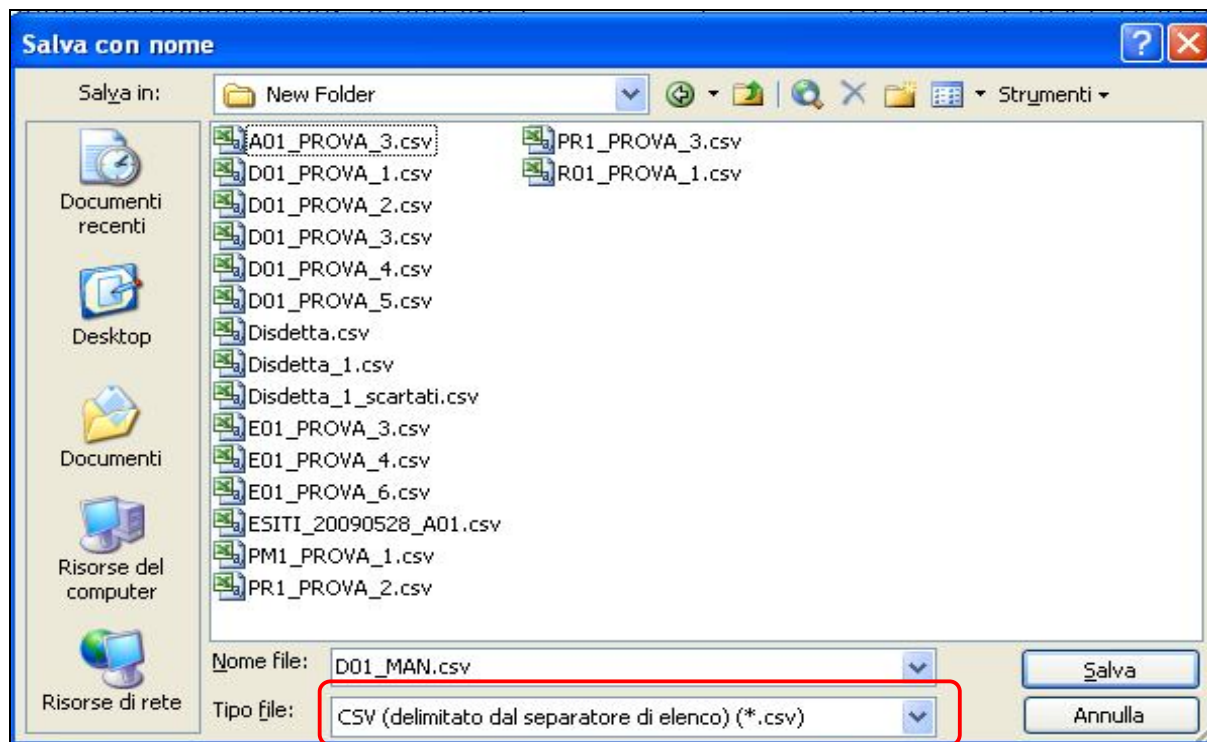 Salva con nome
Salva in:
New Folder
Strumenti
Documenti
recenti
Desktop
Documenti
Risorse del
computer
Risorse di rete
A01_PROVA_3.csv
D01_PROVA_1.csv
D01_PROVA_2.csv
D01_PROVA_3.csv
D01_PROVA_4.csv
D01_PROVA_5.csv
Disdetta.csv
Disdetta_1.csv
Disdetta_1_scartati.csv
E01_PROVA_3.csv
E01_PROVA_4.csv
E01_PROVA_6.csv
ESITI_20090528_A01.csv
PM1_PROVA_1.csv
PR1_PROVA_2.csv
PR1_PROVA_3.csv
R01_PROVA_1.csv
Nome file:
D01_MAN.csv
Salva
Tipo file:
CSV (delimitato dal separatore di elenco) (*.csv)
Annulla